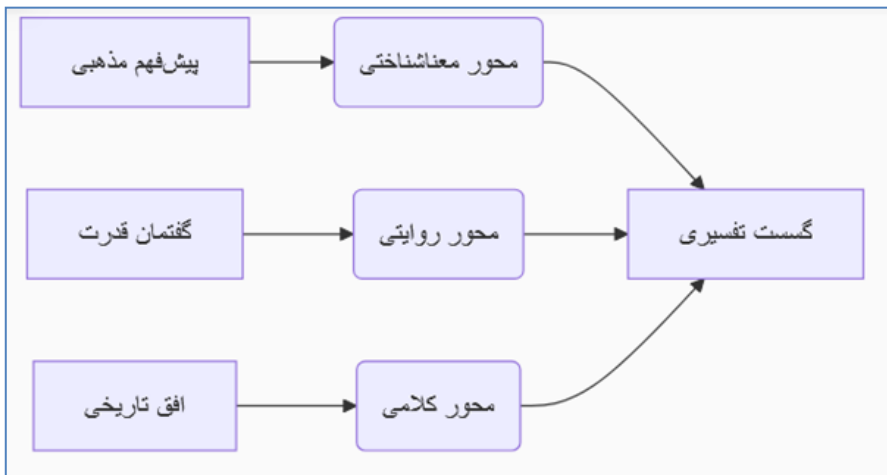 پیش‌فهم مذهبی
محور معناشناختی
گفتمان قدرت
محور روایتی
گسست تفسیری
افق تاریخی
محور کلامی